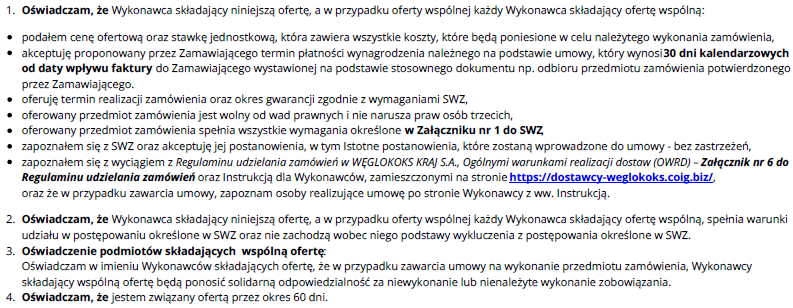 1. Oświadczam, że Wykonawca składający niniejszą ofertę, a w przypadku oferty wspólnej każdy Wykonawca składający ofertę wspólną:
• podałem cenę ofertową oraz stawkę jednostkową, która zawiera wszystkie koszty, które będą poniesione w celu należytego wykonania zamówienia,
• akceptuję proponowany przez Zamawiającego termin płatności wynagrodzenia należnego na podstawie umowy, który wynosi 30 dni kalendarzowych
od daty wpływu faktury do Zamawiającego wystawionej na podstawie stosownego dokumentu np. odbioru przedmiotu zamówienia potwierdzonego
przez Zamawiającego.
• oferuję termin realizacji zamówienia oraz okres gwarancji zgodnie z wymaganiami SWZ,
• oferowany przedmiot zamówienia jest wolny od wad prawnych i nie narusza praw osób trzecich,
• oferowany przedmiot zamówienia spełnia wszystkie wymagania określone w Załączniku nr 1 do SWZ,
• zapoznałem się z SWZ oraz akceptuję jej postanowienia, w tym Istotne postanowienia, które zostaną wprowadzone do umowy - bez zastrzeżeń,
• zapoznałem się z wyciągiem z Regulaminu udzielania zamówień w WĘGLOKOKS KRAJ S.A., Ogólnymi warunkami realizacji dostaw (OWRD) – Załącznik nr 6 do
Regulaminu udzielania zamówień oraz Instrukcją dla Wykonawców, zamieszczonymi na stronie https://dostawcy-weglokoks.coig.biz/,
oraz że w przypadku zawarcia umowy, zapoznam osoby realizujące umowę po stronie Wykonawcy z ww. Instrukcją.
2. Oświadczam, że Wykonawca składający niniejszą ofertę, a w przypadku oferty wspólnej każdy Wykonawca składający ofertę wspólną, spełnia warunki
udziału w postępowaniu określone w SWZ oraz nie zachodzą wobec niego podstawy wykluczenia z postępowania określone w SWZ.
3. Oświadczenie podmiotów składających wspólną ofertę:
Oświadczam w imieniu Wykonawców składających ofertę, że w przypadku zawarcia umowy na wykonanie przedmiotu zamówienia, Wykonawcy
składający wspólną ofertę będą ponosić solidarną odpowiedzialność za niewykonanie lub nienależyte wykonanie zobowiązania.
4. Oświadczam, że jestem związany ofertą przez okres 60 dni.